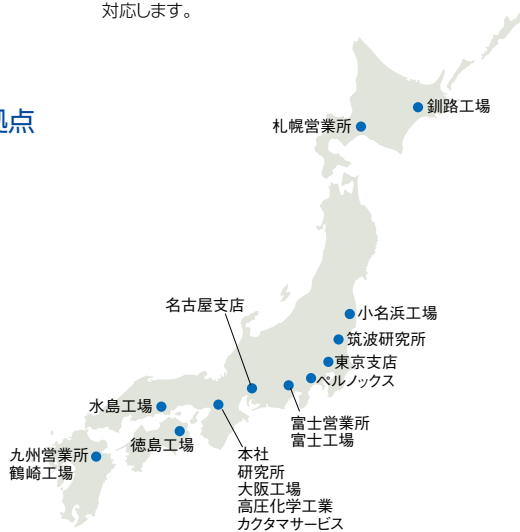 対応します。
拠点
釧路工場
札幌営業所
名古屋支店
小名浜工場
筑波研究所
東京支店
ペルノックス
水島工場
富士営業所
富士工場
徳島工場
九州営業所
鶴崎工場
本社
研究所
大阪工場
高圧化学工業
カクタマサービス